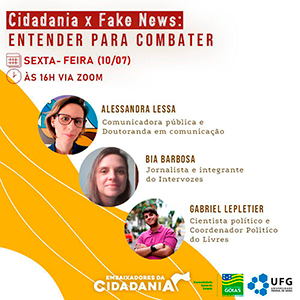 Cidadania x Fake News:
ENTENDER PARA COMBATER
SEXTA- FEIRA (10/07)
ÀS 16H VIA ZOOM
ALESSANDRA LESSA
Comunicadora pública e
Doutoranda em comunicação
BIA BARBOSA
Jornalista e integrante
do Intervozes
GABRIEL LEPLETIER
Cientista político e
Coordenador Político
do Livres
EMBAIXADORES DA
CIDADANIA
GOIÁS
UFG